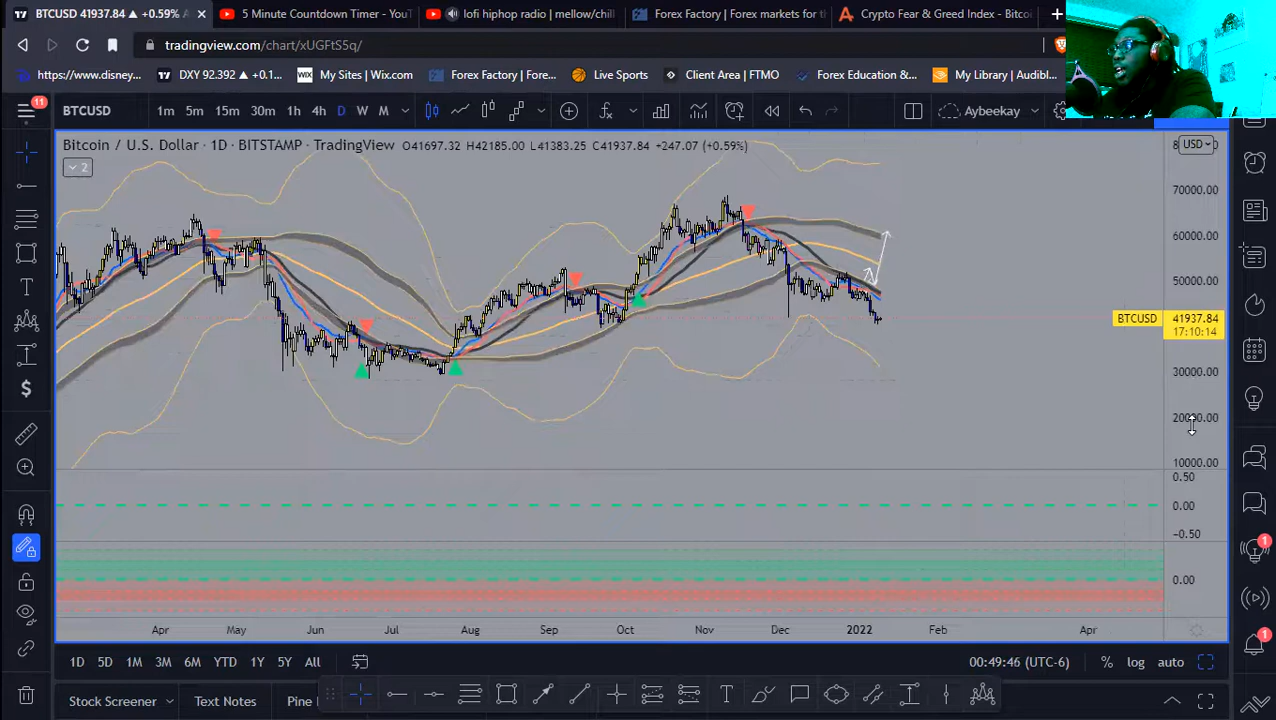 BTCUSD 41937.84 ▲ +0.59%
5 Minute Countdown Timer - YouT
lofi hiphop radio | mellow/chill
Forex Factory | Forex markets for th
Crypto Fear & Greed Index - Bitcoi
tradingview.com/chart/xUGFtS5q/
https://www.disney...
DXY 92.392 ▲ +0.1...
My Sites | Wix.com
Forex Factory | Fore...
Live Sports
Client Area | FTMO
Forex Education &...
My Library | Audibl...
11
BTCUSD 1m 5m 15m 30m 1h 4h D W M
Aybeekay
Bitcoin / U.S. Dollar · 1D · BITSTAMP · TradingView O41697.32 H42185.00 L41383.25 C41937.84 +247.07 (+0.59%)
USD
2
70000.00
60000.00
50000.00
BTCUSD 41937.84
17:10:14
30000.00
20000.00
10000.00
0.50
0.00
−0.50
0.00
1
1
Apr May Jun Jul Aug Sep Oct Nov Dec 2022 Feb Apr
1D 5D 1M 3M 6M YTD 1Y 5Y All
00:49:46 (UTC-6) % log auto
Stock Screener Text Notes Pine